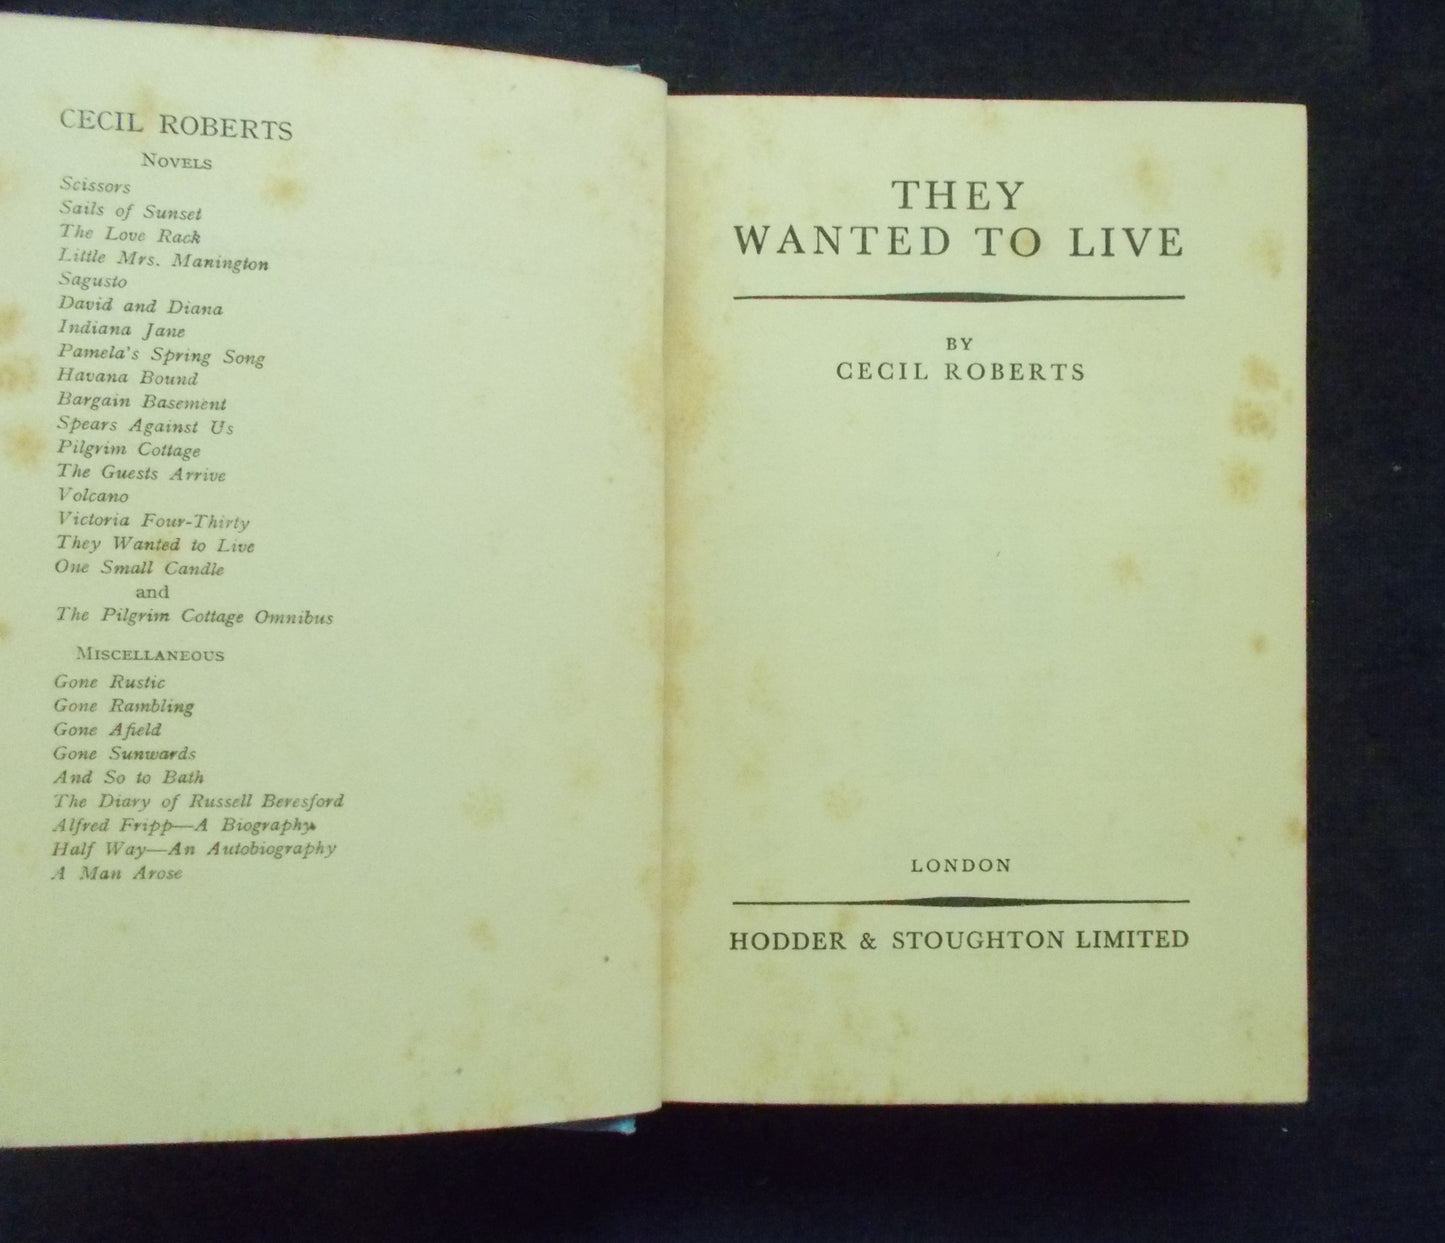 CECIL ROBERTS
NOVELS
Scissors
Sails of Sunset
The Love Rack
Little Mrs. Manington
Sagusto
David and Diana
Indiana Jane
Pamela's Spring Song
Havana Bound
Bargain Basement
Spears Against Us
Pilgrim Cottage
The Guests Arrive
Volcano
Victoria Four-Thirty
They Wanted to Live
One Small Candle
and
The Pilgrim Cottage Omnibus
MISCELLANEOUS
Gone Rustic
Gone Rambling
Gone Afield
Gone Sunwards
And So to Bath
The Diary of Russell Beresford
Alfred Fripp—A Biography
Half Way—An Autobiography
A Man Arose
THEY
WANTED TO LIVE
BY
CECIL ROBERTS
LONDON
HODDER & STOUGHTON LIMITED